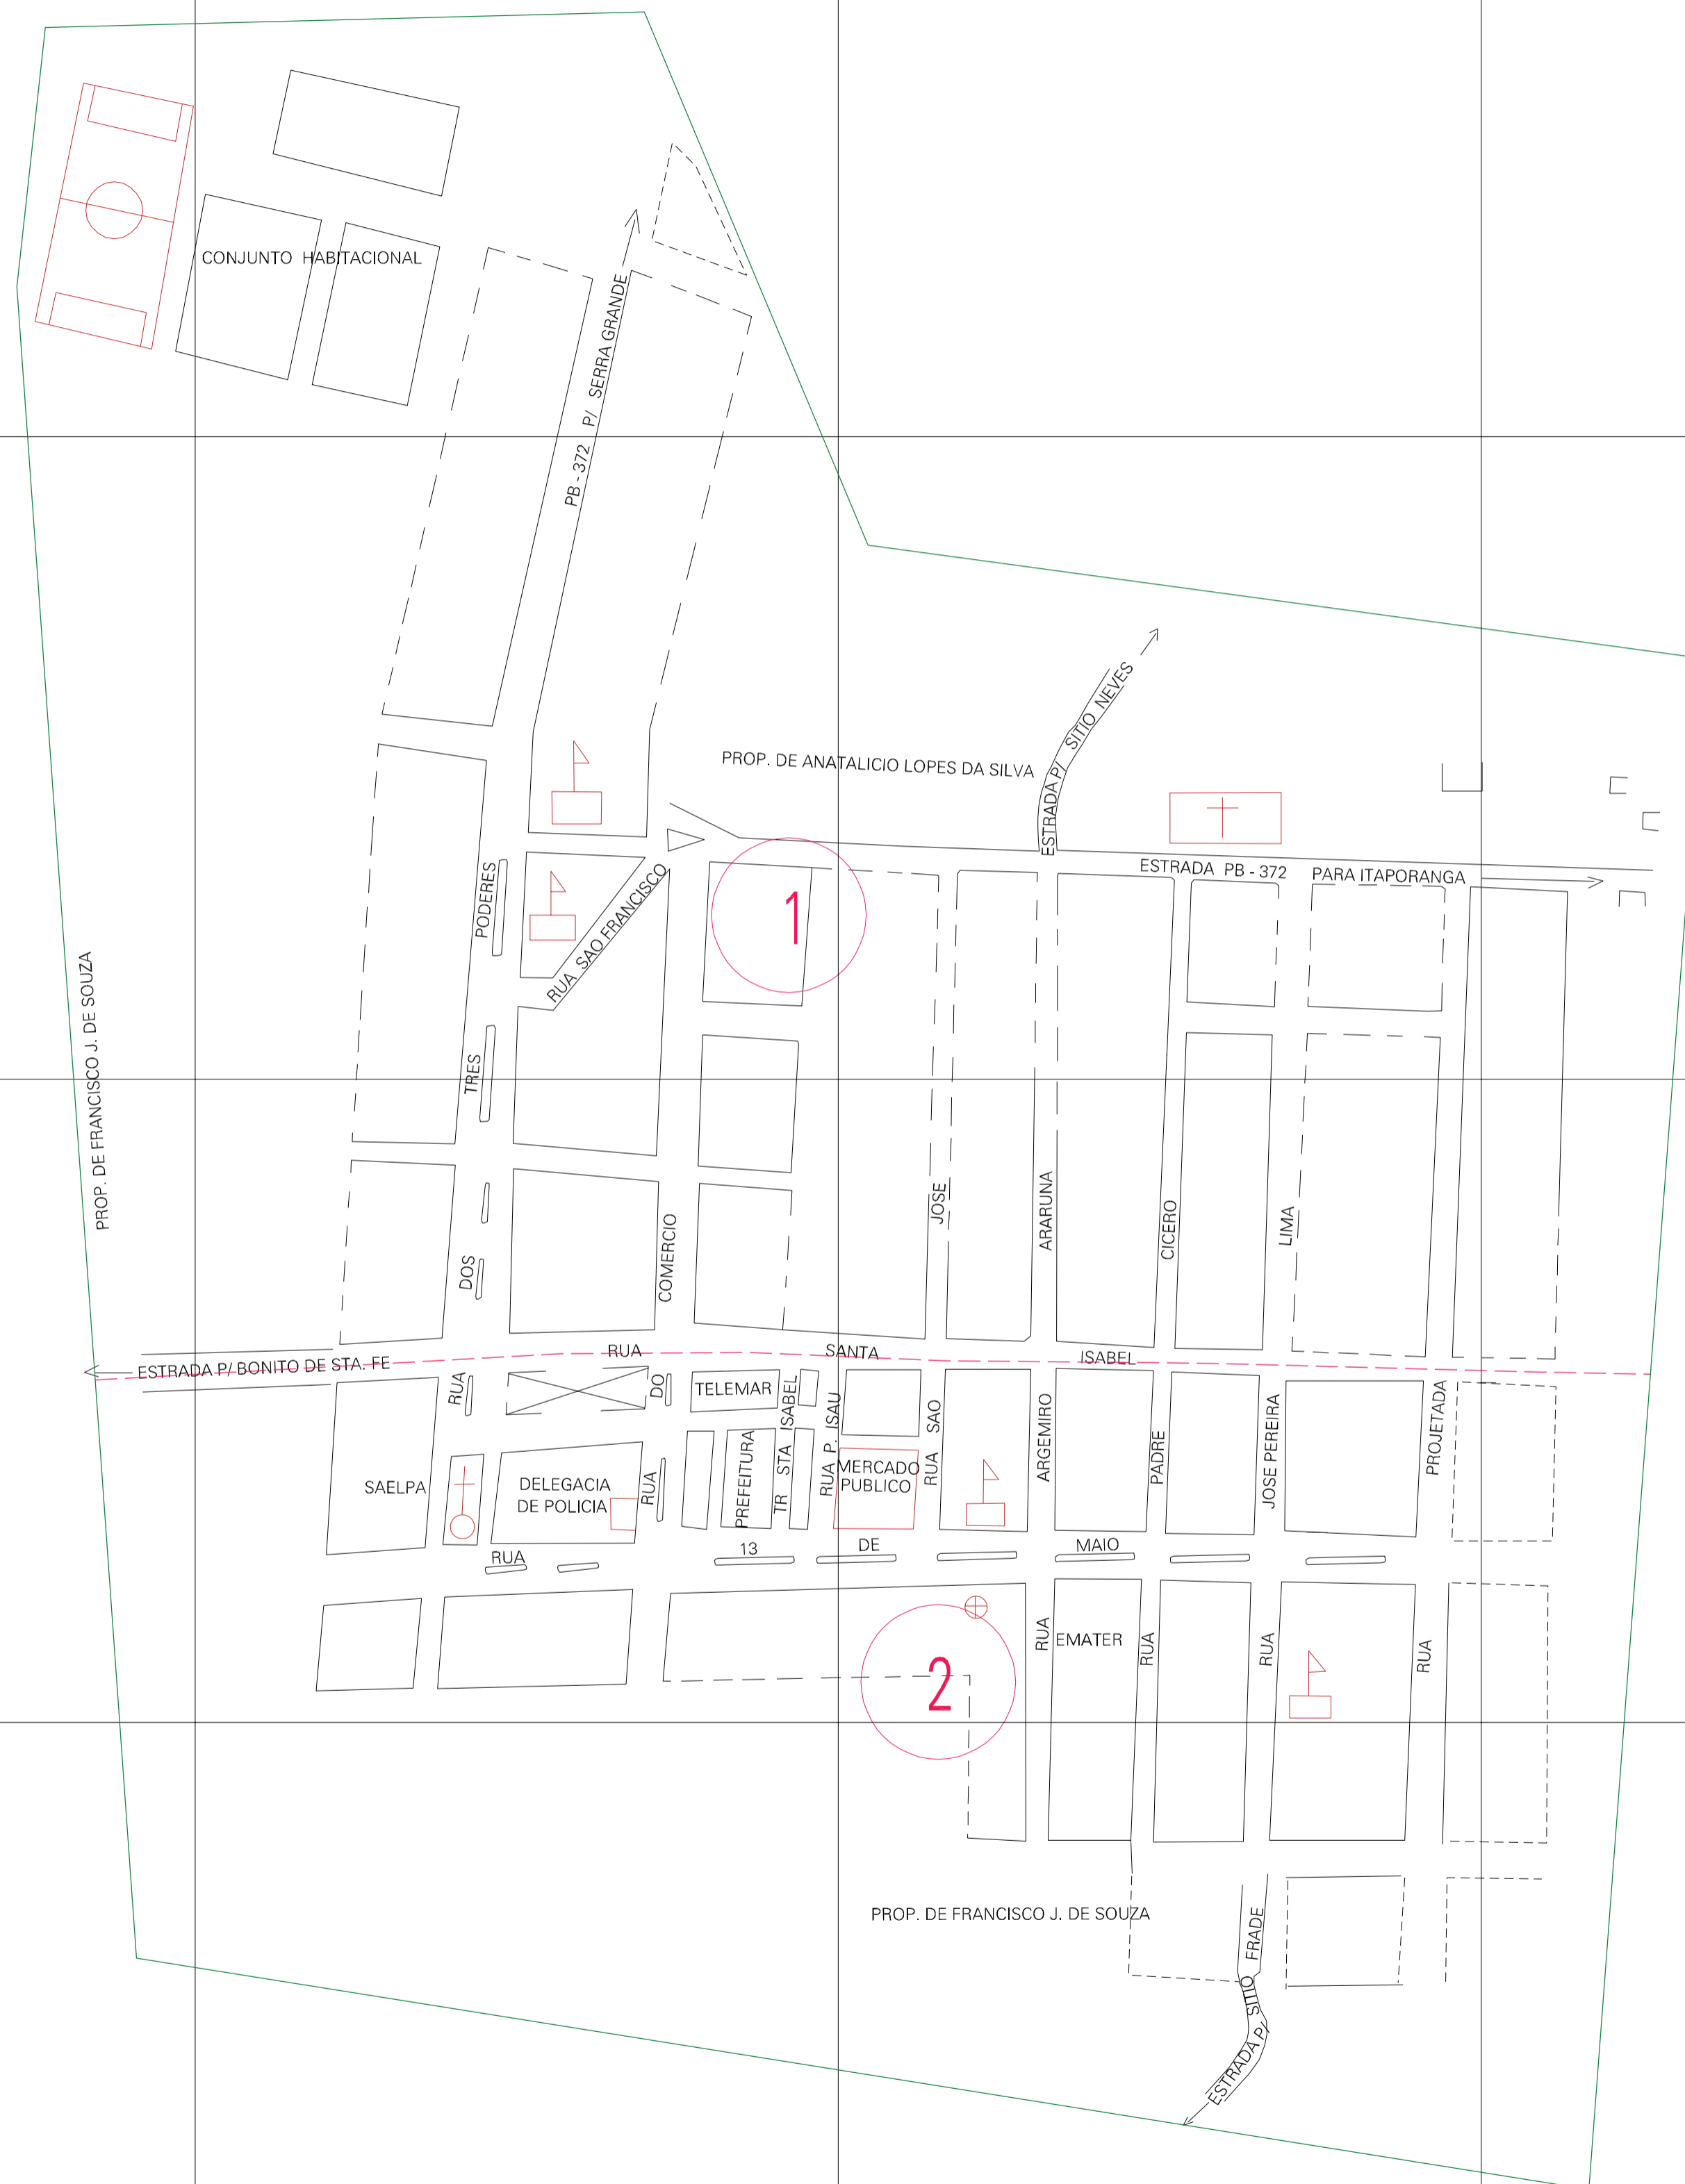 CONJUNTO HABITACIONAL
PB - 372 P/ SERRA GRANDE
ESTRADA P/ SITIO NEVES
PROP. DE ANATALICIO LOPES DA SILVA
ESTRADA PB - 372 PARA ITAPORANGA
1
RUA SAO FRANCISCO
PROP. DE FRANCISCO J. DE SOUZA
RUA DOS TRES PODERES
RUA DO COMERCIO
RUA SAO JOSE
RUA ARGEMIRO ARARUNA
RUA PADRE CICERO
RUA JOSE PEREIRA LIMA
RUA PROJETADA
ESTRADA P/ BONITO DE STA. FE
RUA SANTA ISABEL
TELEMAR
TR STA ISABEL
RUA P. ISAU
PREFEITURA
MERCADO
PUBLICO
SAELPA
DELEGACIA
DE POLICIA
RUA 13 DE MAIO
EMATER
2
PROP. DE FRANCISCO J. DE SOUZA
ESTRADA P/ SITIO FRADE